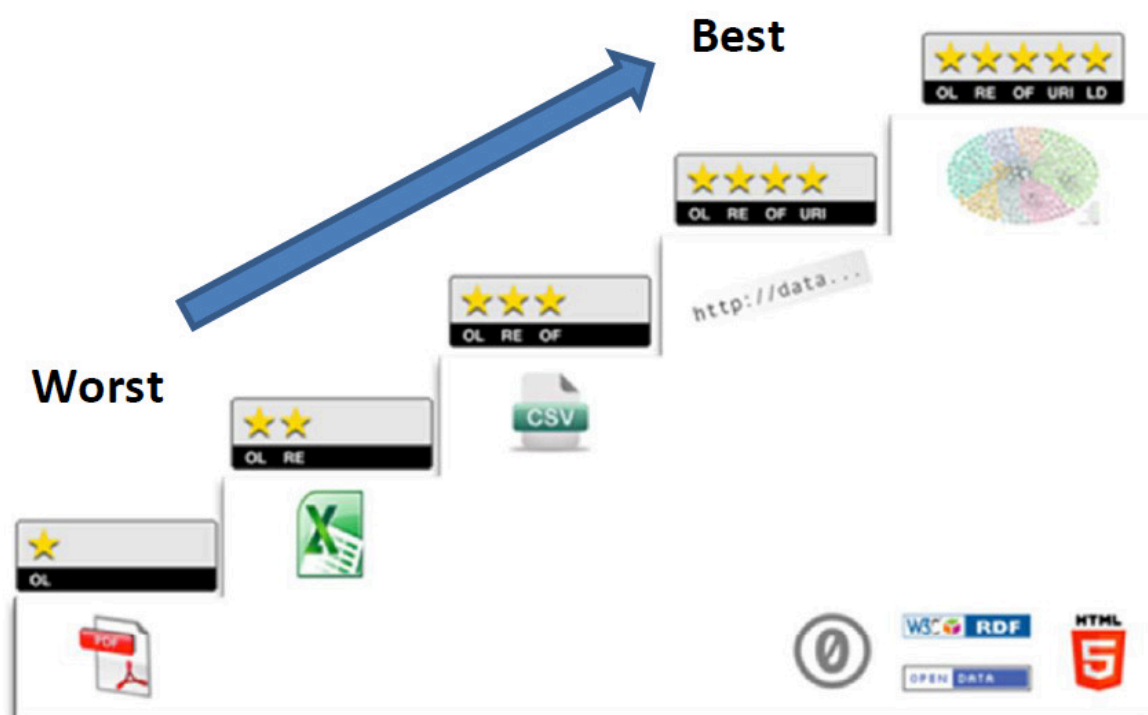 Best
OL RE OF URI LD
OL RE OF URI
http://data...
OL RE OF
CSV
Worst
OL RE
OL
PDF
W3C RDF
OPEN DATA
HTML
5
0